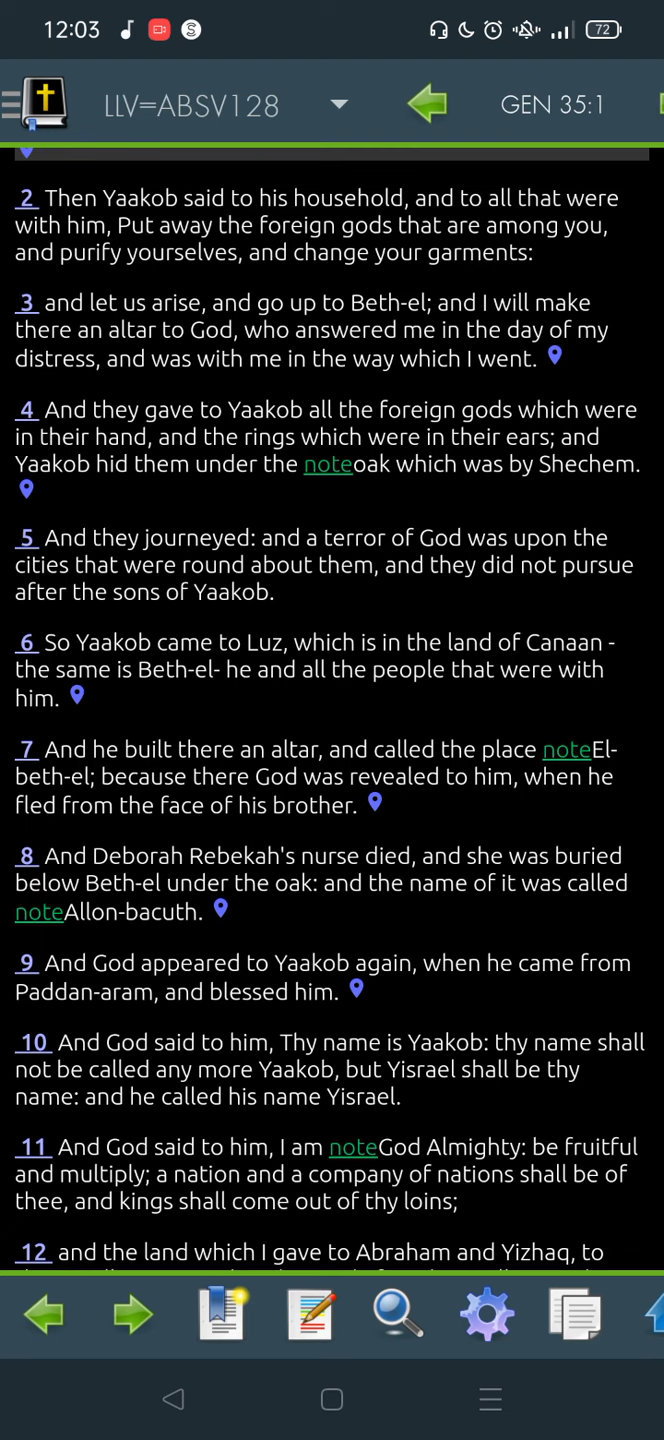 12:03
72
LLV=ABSV128
GEN 35:1
2 Then Yaakob said to his household, and to all that were
with him, Put away the foreign gods that are among you,
and purify yourselves, and change your garments:
3 and let us arise, and go up to Beth-el; and I will make
there an altar to God, who answered me in the day of my
distress, and was with me in the way which I went.
4 And they gave to Yaakob all the foreign gods which were
in their hand, and the rings which were in their ears; and
Yaakob hid them under the noteoak which was by Shechem.
5 And they journeyed: and a terror of God was upon the
cities that were round about them, and they did not pursue
after the sons of Yaakob.
6 So Yaakob came to Luz, which is in the land of Canaan -
the same is Beth-el- he and all the people that were with
him.
7 And he built there an altar, and called the place noteEl-
beth-el; because there God was revealed to him, when he
fled from the face of his brother.
8 And Deborah Rebekah's nurse died, and she was buried
below Beth-el under the oak: and the name of it was called
noteAllon-bacuth.
9 And God appeared to Yaakob again, when he came from
Paddan-aram, and blessed him.
10 And God said to him, Thy name is Yaakob: thy name shall
not be called any more Yaakob, but Yisrael shall be thy
name: and he called his name Yisrael.
11 And God said to him, I am noteGod Almighty: be fruitful
and multiply; a nation and a company of nations shall be of
thee, and kings shall come out of thy loins;
12 and the land which I gave to Abraham and Yizhaq, to